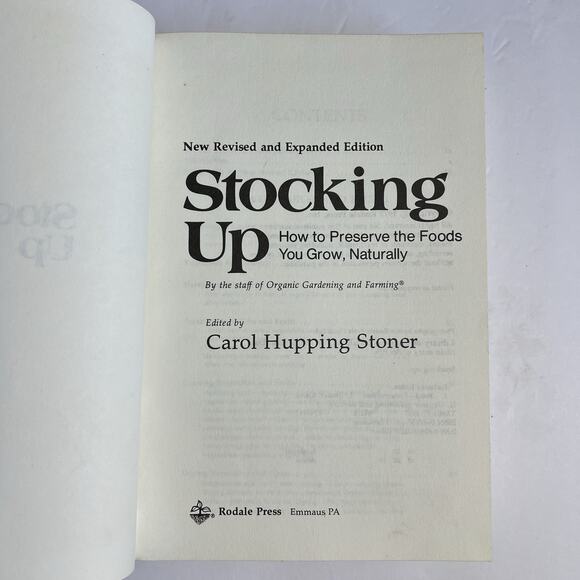 New Revised and Expanded Edition
Stocking
Up
How to Preserve the Foods
You Grow, Naturally
By the staff of Organic Gardening and Farming®
Edited by
Carol Hupping Stoner
® Rodale Press Emmaus PA